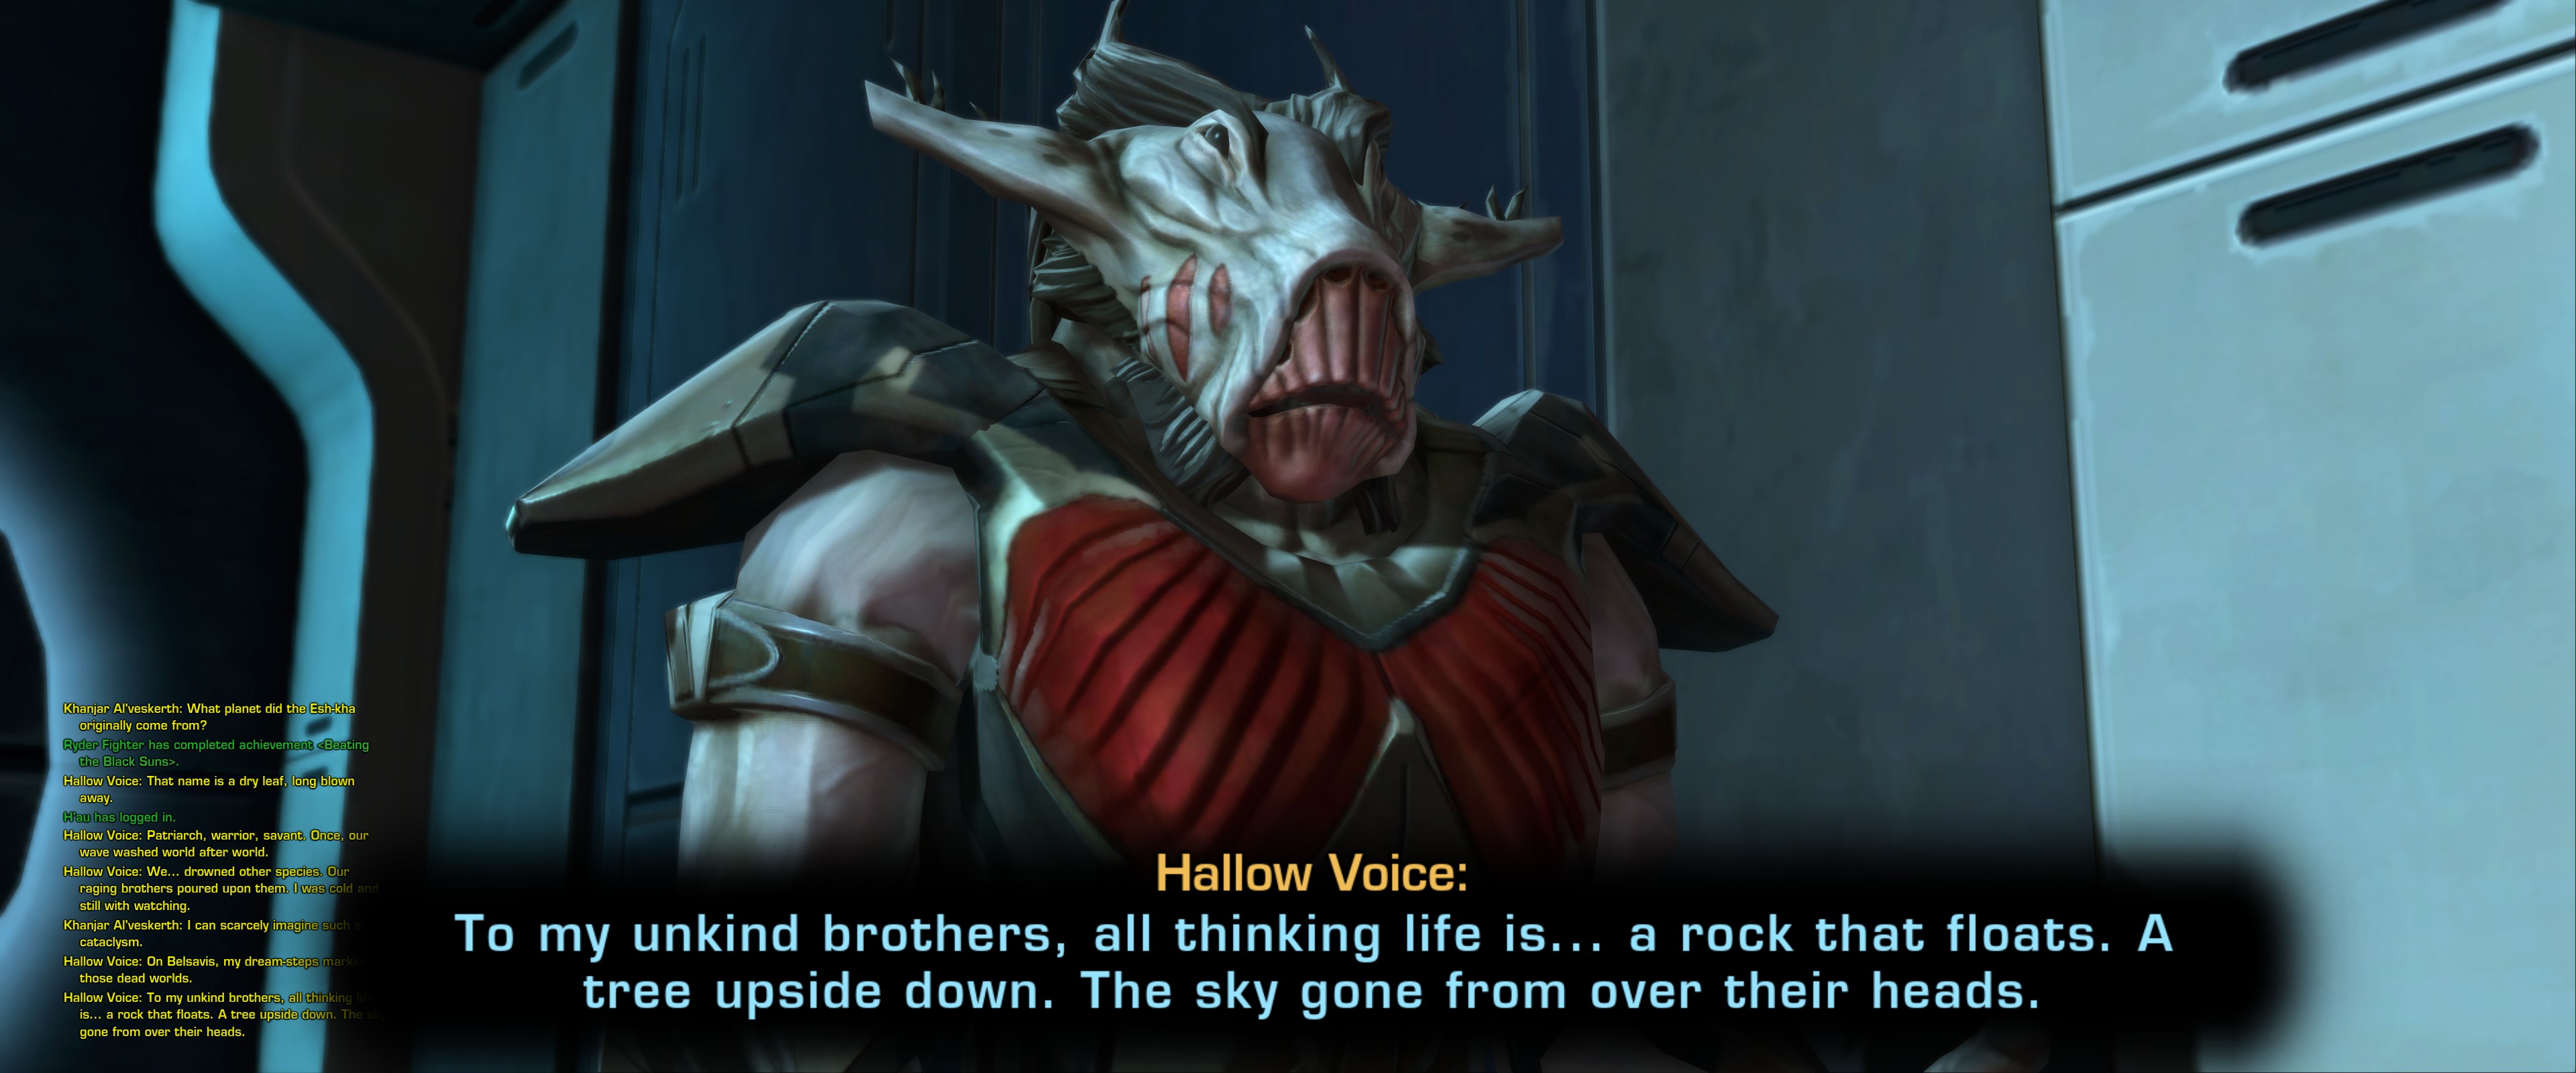 Khanjar Al'veskerth: What planet did the Esh-kha
originally come from?
Ryder Fighter has completed achievement <Beating
the Black Suns>.
Hallow Voice: That name is a dry leaf, long blown
away.
H'au has logged in.
Hallow Voice: Patriarch, warrior, savant. Once, our
wave washed world after world.
Hallow Voice: We... drowned other species. Our
raging brothers poured upon them. I was cold and
still with watching.
Khanjar Al'veskerth: I can scarcely imagine such a
cataclysm.
Hallow Voice: On Belsavis, my dream-steps
those dead worlds.
Hallow Voice: To my unkind brothers, all thinking life
is... a rock that floats. A tree upside down. The sky
gone from over their heads.
Hallow Voice:
To my unkind brothers, all thinking life is... a rock that floats. A
tree upside down. The sky gone from over their heads.